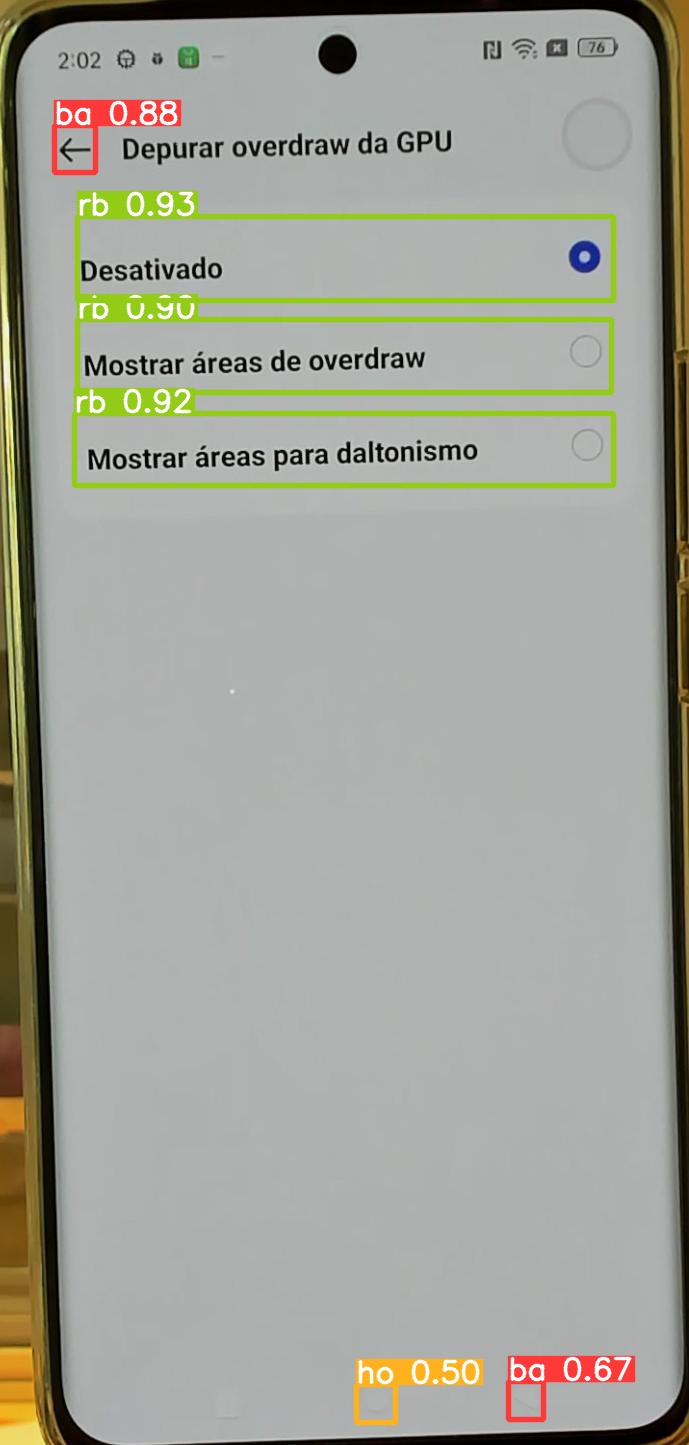 2:02
76
ba 0.88
Depurar overdraw da GPU
rb 0.93
Desativado
rb 0.90
Mostrar áreas de overdraw
rb 0.92
Mostrar áreas para daltonismo
ho 0.50
ba 0.67